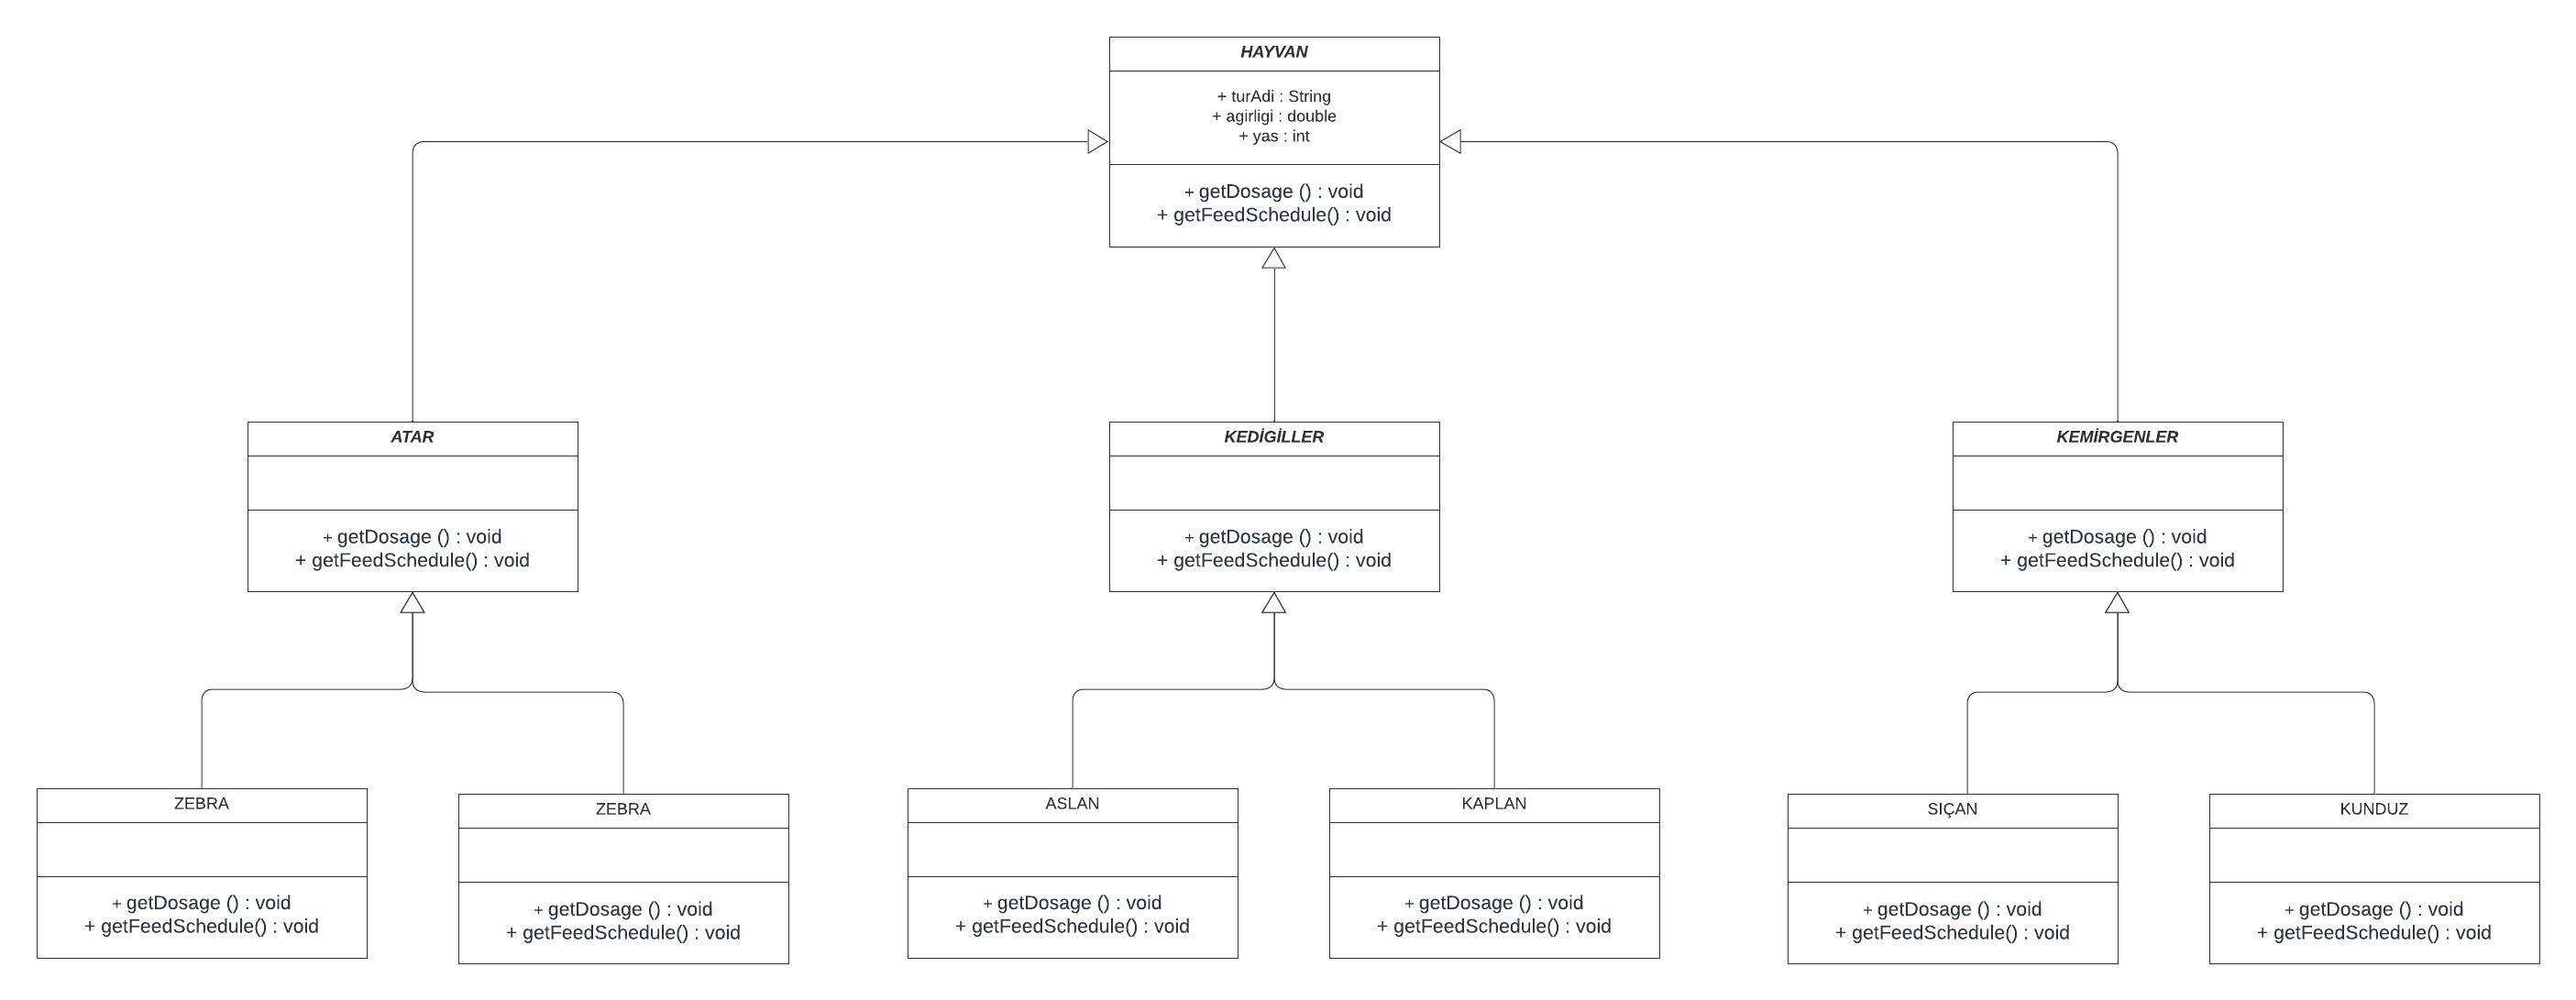 HAYVAN
+ turAdi : String
+ agirligi : double
+ yas : int
+ getDosage () : void
+ getFeedSchedule() : void
ATAR
+ getDosage () : void
+ getFeedSchedule() : void
KEDİGİLLER
+ getDosage () : void
+ getFeedSchedule() : void
KEMİRGENLER
+ getDosage () : void
+ getFeedSchedule() : void
ZEBRA
+ getDosage () : void
+ getFeedSchedule() : void
ZEBRA
+ getDosage () : void
+ getFeedSchedule() : void
ASLAN
+ getDosage () : void
+ getFeedSchedule() : void
KAPLAN
+ getDosage () : void
+ getFeedSchedule() : void
SIÇAN
+ getDosage () : void
+ getFeedSchedule() : void
KUNDUZ
+ getDosage () : void
+ getFeedSchedule() : void